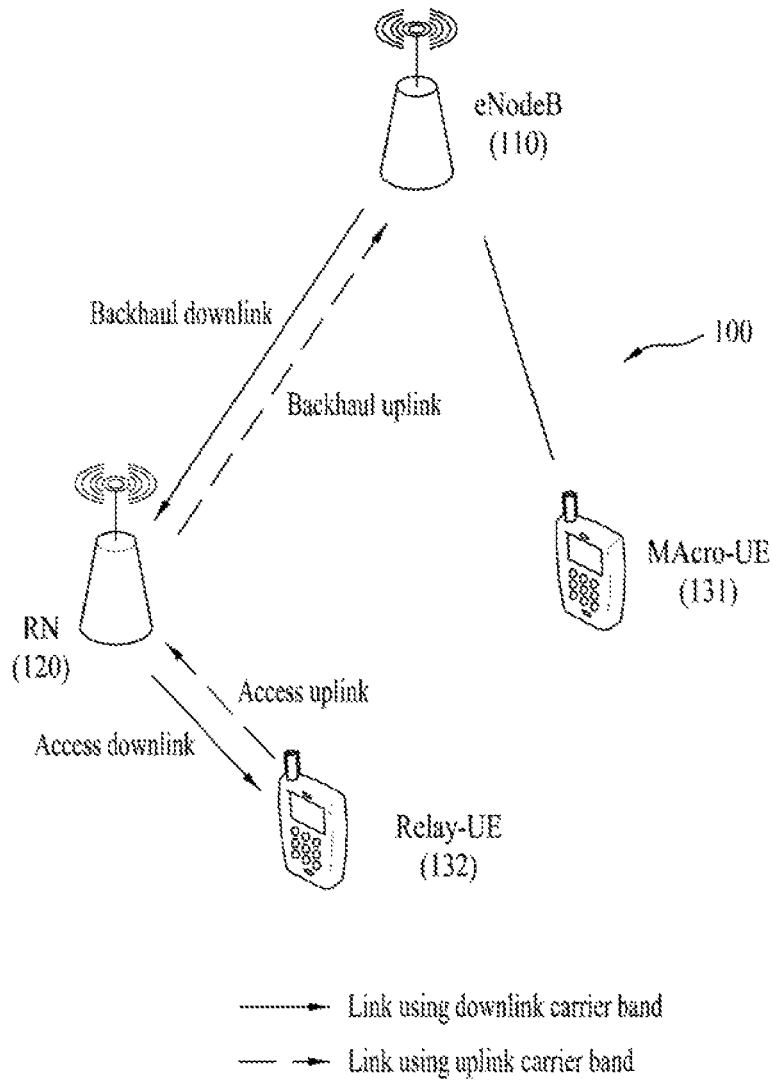 eNodeB
(110)
Backhaul downlink
100
Backhaul uplink
MAcro-UE
(131)
RN
(120)
Access uplink
Access downlink
Relay-UE
(132)
Link using downlink carrier band
Link using uplink carrier band